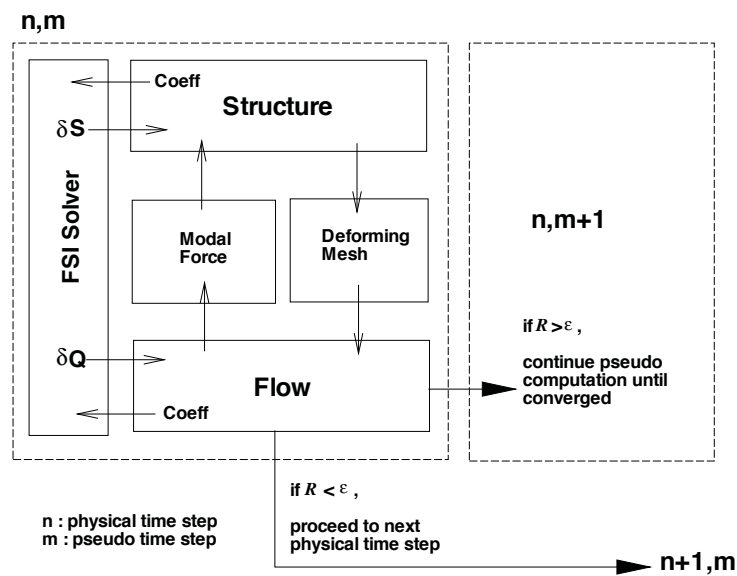 n,m
Coeff
Structure
δS
FSI Solver
Modal
Force
Deforming
Mesh
n,m+1
δQ
Flow
Coeff
if R > ε ,
continue pseudo
computation until
converged
if R < ε ,
proceed to next
physical time step
n : physical time step
m : pseudo time step
n+1,m